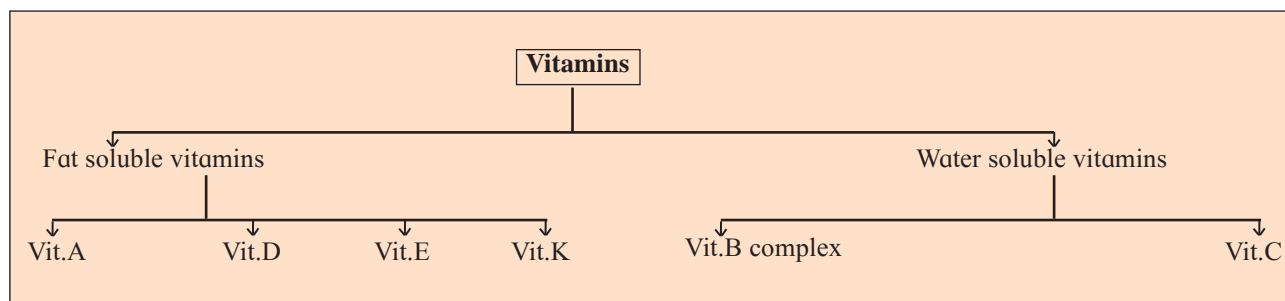 Vitamins
Fat soluble vitamins
Water soluble vitamins
Vit.A
Vit.D
Vit.E
Vit.K
Vit.B complex
Vit.C